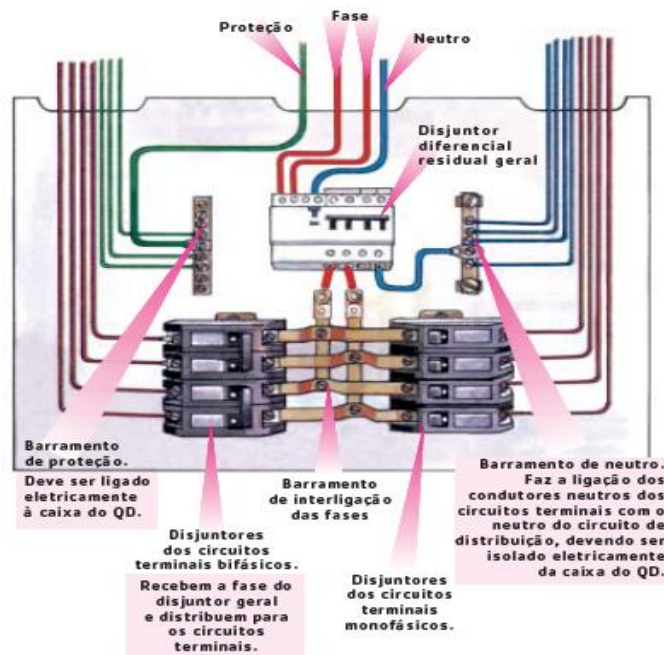 Fase
Proteção
Neutro
Disjuntor
diferencial
residual geral
Barramento
de proteção.
Deve ser ligado
eletricamente
à caixa do QD.
Barramento
de interligação
das fases
Barramento de neutro.
Faz a ligação dos
condutores neutros dos
circuitos terminais com o
neutro do circuito de
distribuição, devendo ser
isolado eletricamente
da caixa do QD.
Disjuntores
dos circuitos
terminais bifásicos.
Recebem a fase do
disjuntor geral
e distribuem para
os circuitos
terminais.
Disjuntores
dos circuitos
terminais
monofásicos.